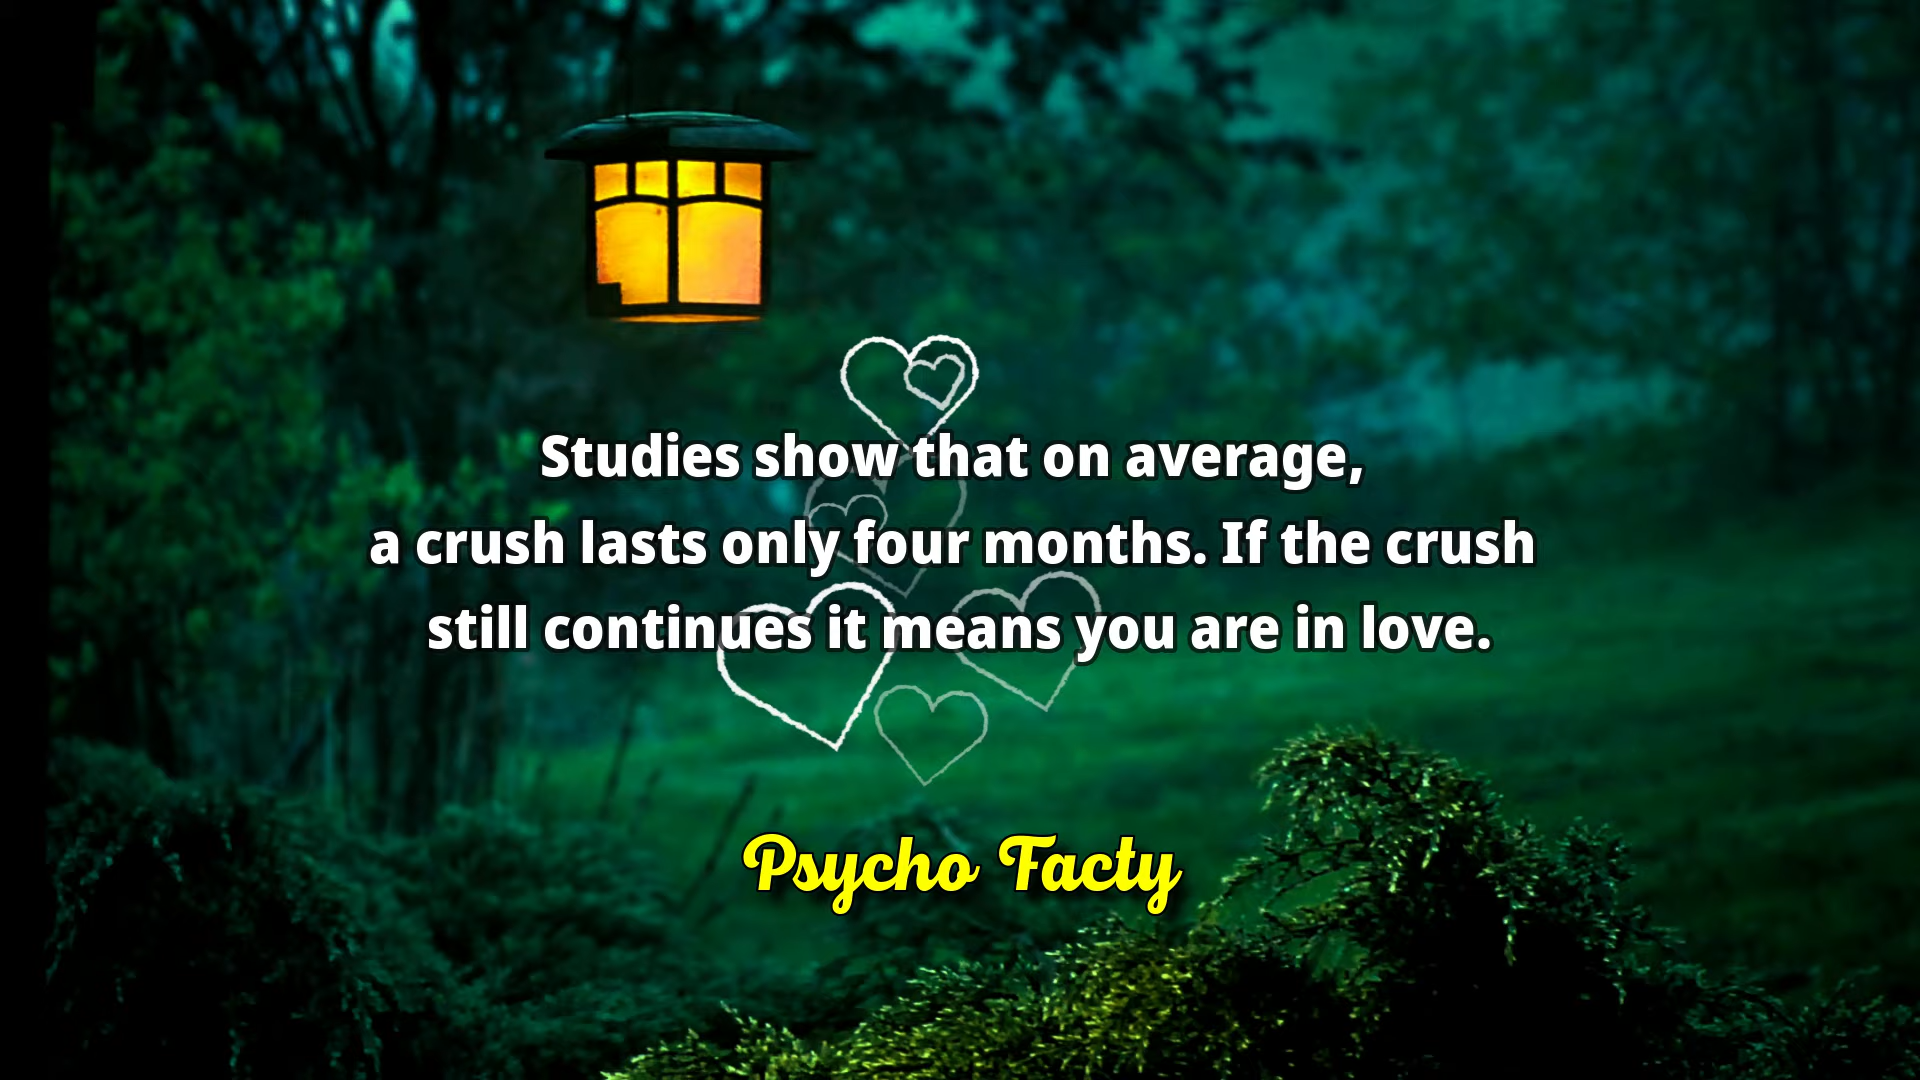 Studies show that on average,
a crush lasts only four months. If the crush
still continues it means you are in love.
Psycho Facty